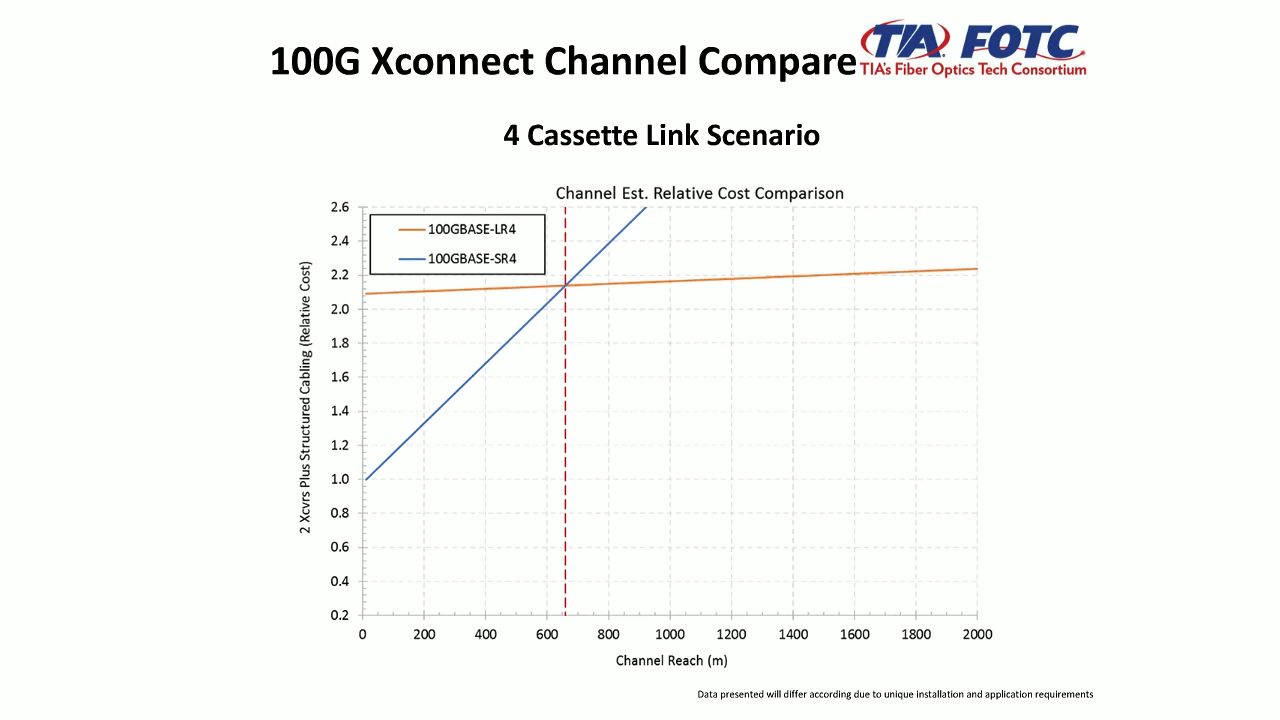 100G Xconnect Channel Compare
TIA FOTC
TIA's Fiber Optics Tech Consortium
4 Cassette Link Scenario
Channel Est. Relative Cost Comparison
100GBASE-LR4
100GBASE-SR4
2 Xcvrs Plus Structured Cabling (Relative Cost)
2.6
2.4
2.2
2.0
1.8
1.6
1.4
1.2
1.0
0.8
0.6
0.4
0.2
0 200 400 600 800 1000 1200 1400 1600 1800 2000
Channel Reach (m)
Data presented will differ according due to unique installation and application requirements